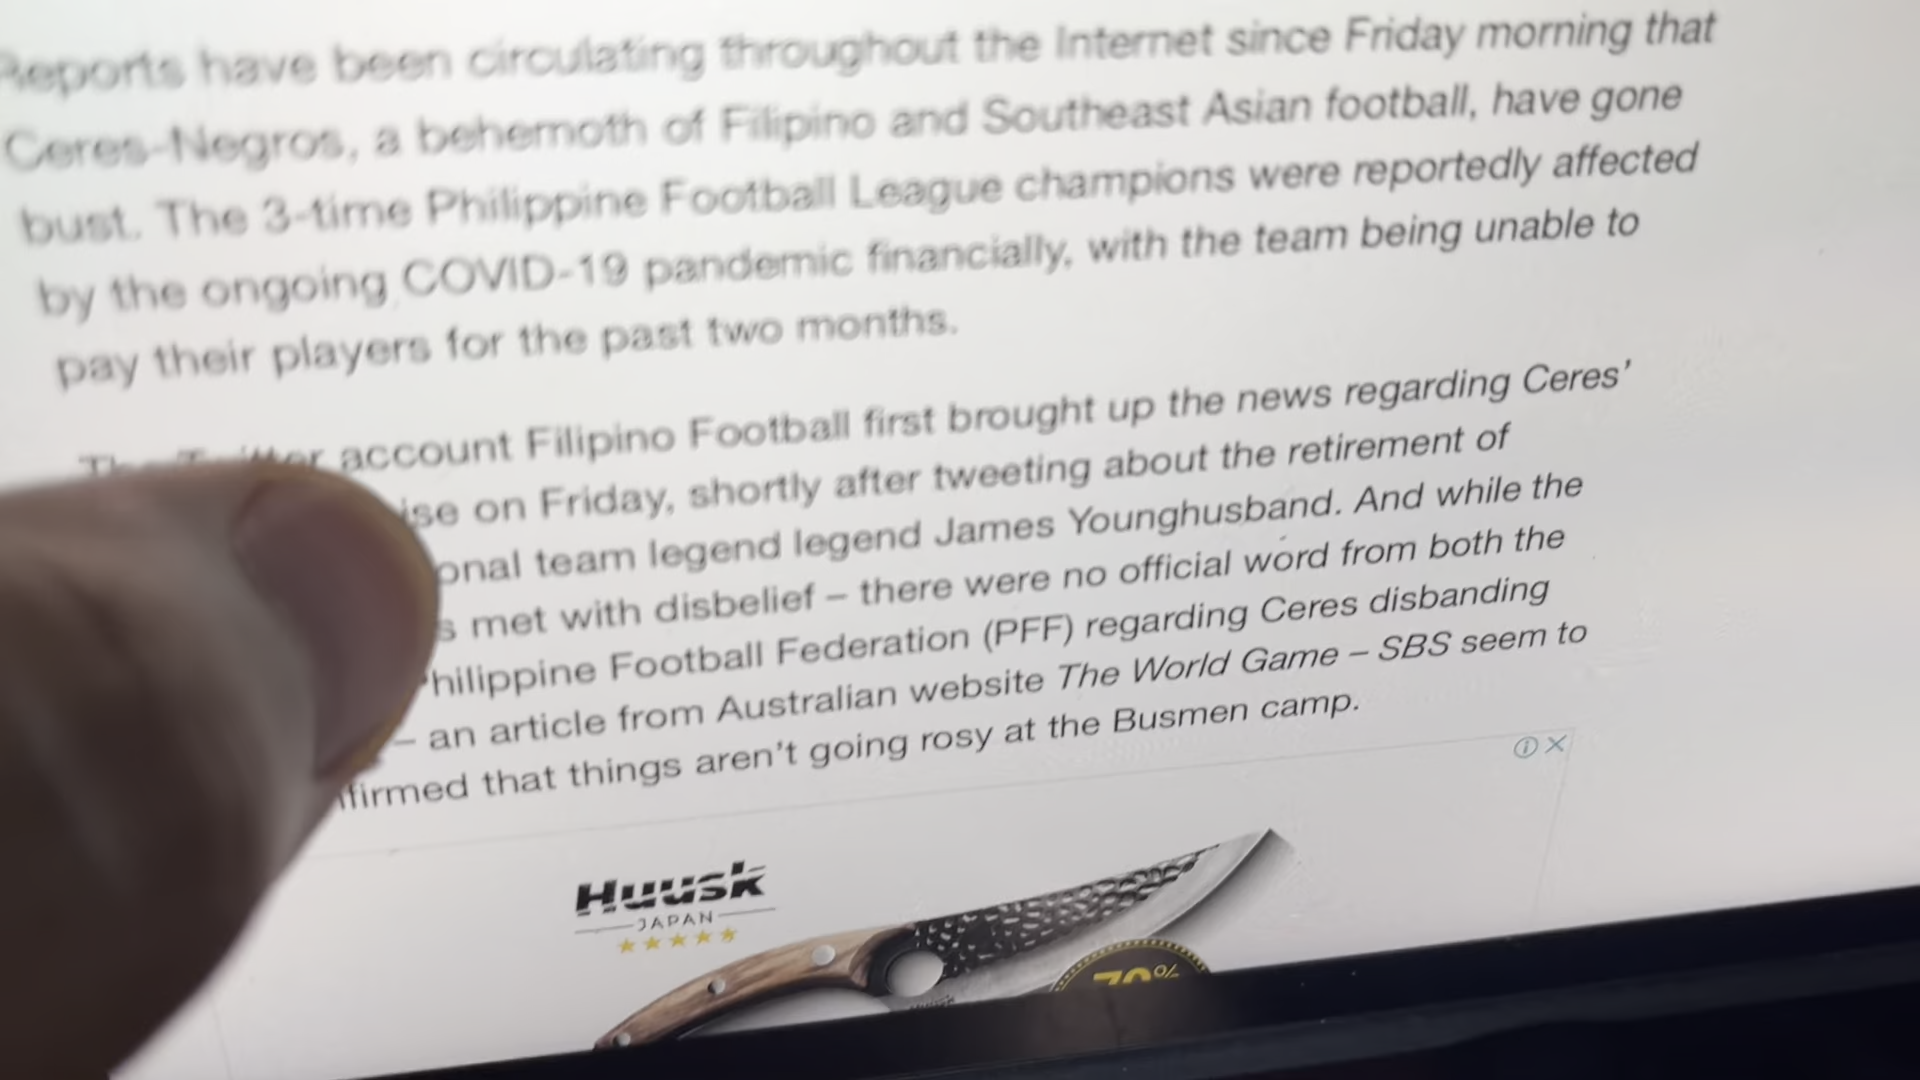 Reports have been circulating throughout the Internet since Friday morning that
Ceres-Negros, a behemoth of Filipino and Southeast Asian football, have gone
bust. The 3-time Philippine Football League champions were reportedly affected
by the ongoing COVID-19 pandemic financially, with the team being unable to
pay their players for the past two months.
account Filipino Football first brought up the news regarding Ceres’
on Friday, shortly after tweeting about the retirement of
team legend legend James Younghusband. And while the
met with disbelief – there were no official word from both the
Philippine Football Federation (PFF) regarding Ceres disbanding
– an article from Australian website The World Game – SBS seem to
that things aren’t going rosy at the Busmen camp.
Huusk
JAPAN
70%